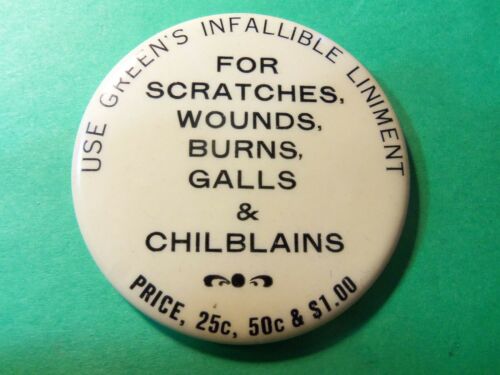 USE GREEN'S INFALLIBLE LINIMENT
FOR
SCRATCHES,
WOUNDS,
BURNS,
GALLS
&
CHILBLAINS
PRICE, 25c, 50c & $1.00